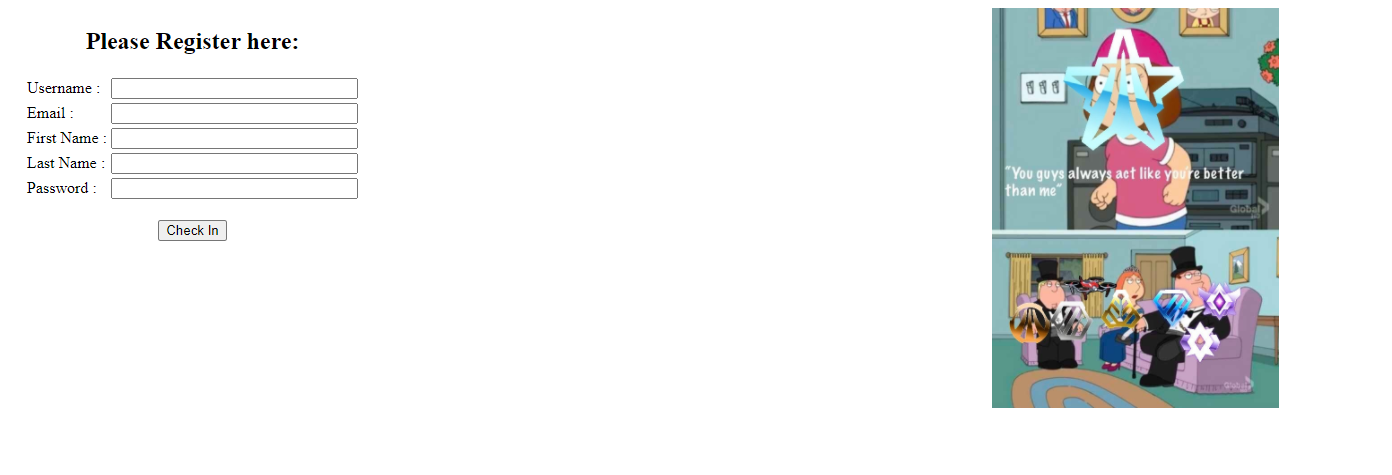 Please Register here:
Username :
Email :
First Name :
Last Name :
Password :
Check In
"You guys always act like you're better
than me"
Global